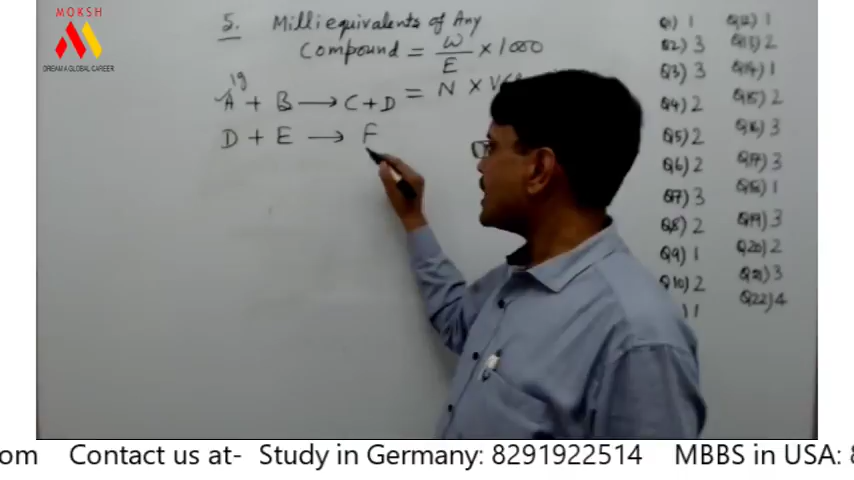 MOKSH
DREAM A GLOBAL CAREER
5. Milliequivalents of Any
Compound = W/E × 1000
= N × 
1g
A + B ⟶ C + D
D + E ⟶ F
Q1) 1
Q2) 3
Q3) 3
Q4) 2
Q5) 2
Q6) 2
Q7) 3
Q8) 2
Q9) 1
Q10) 2
1) 1
Q12) 1
Q13) 2
Q14) 1
Q15) 2
Q16) 3
Q17) 3
Q18) 1
Q19) 3
Q20) 2
Q21) 3
Q22) 4
om Contact us at- Study in Germany: 8291922514 MBBS in USA: 8